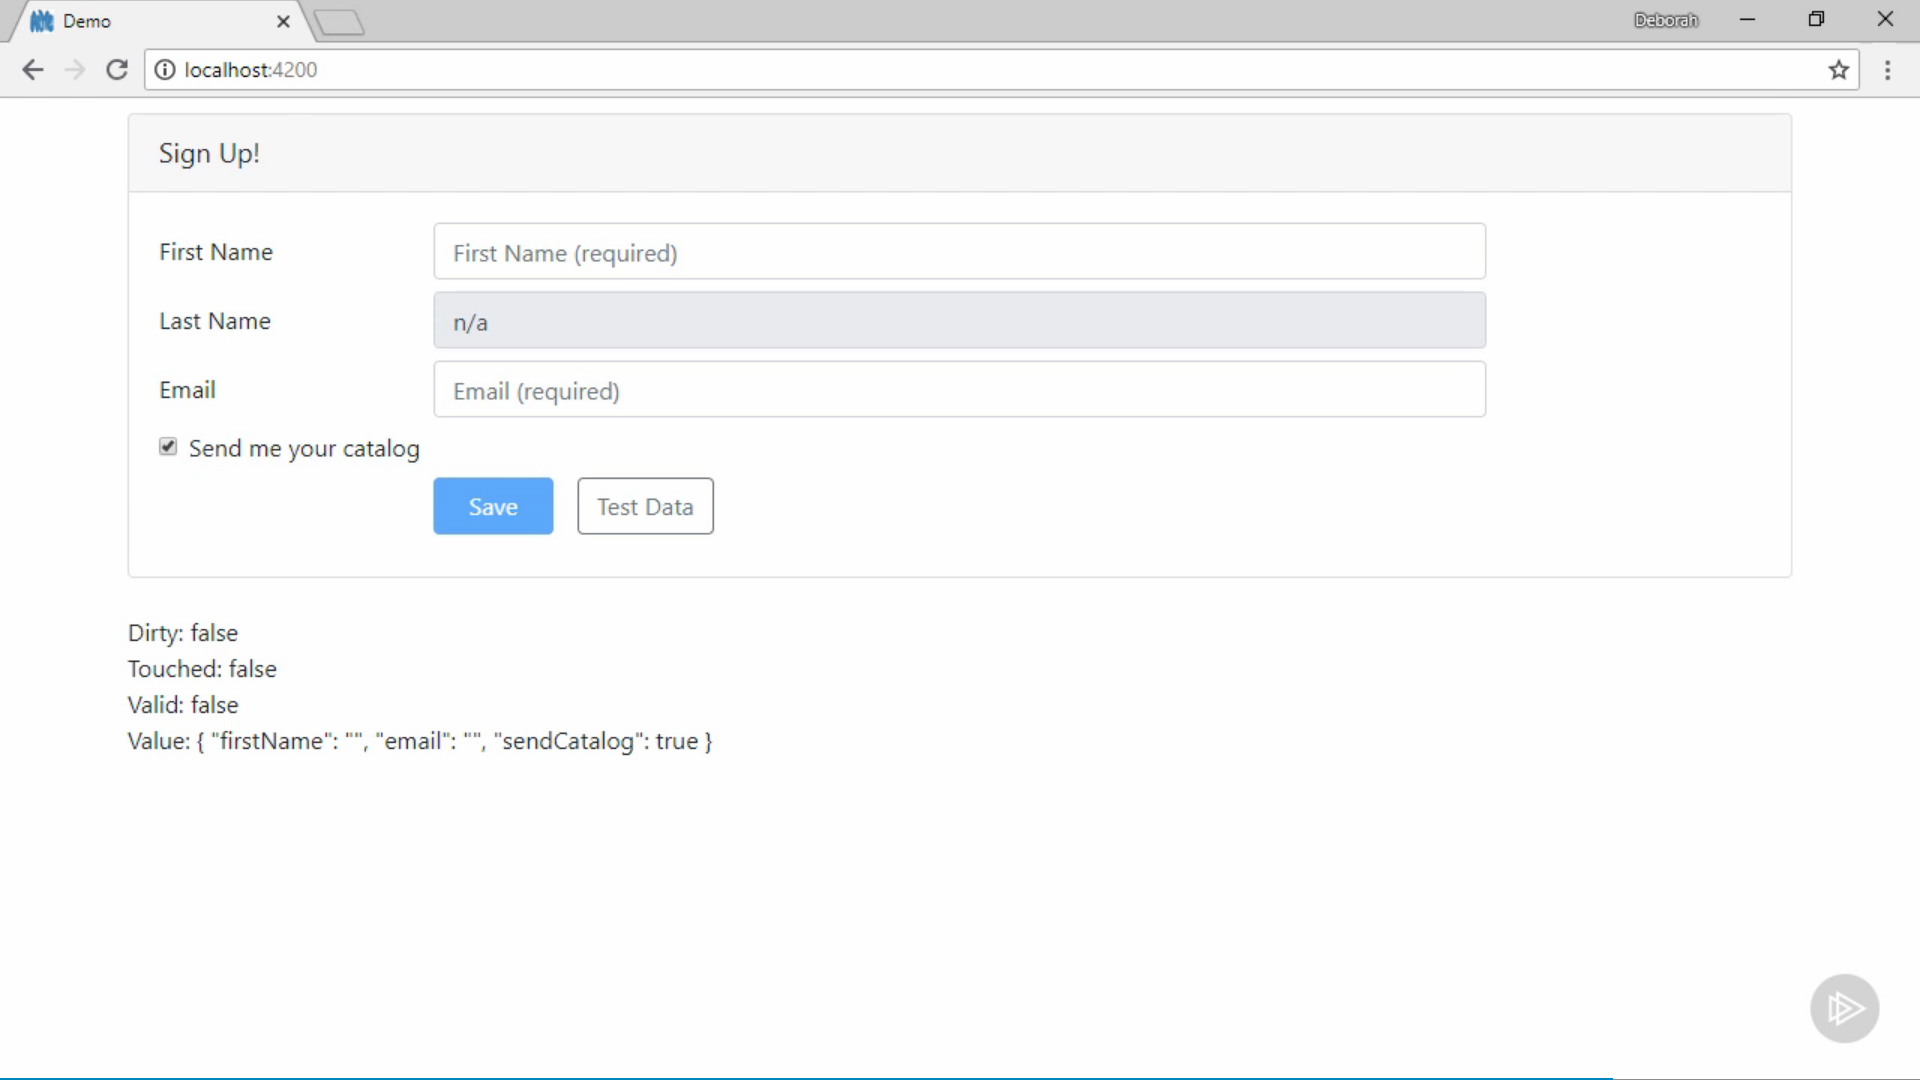 Demo
Deborah
localhost:4200
Sign Up!
First Name
First Name (required)
Last Name
n/a
Email
Email (required)
Send me your catalog
Save
Test Data
Dirty: false
Touched: false
Valid: false
Value: { "firstName": "", "email": "", "sendCatalog": true }